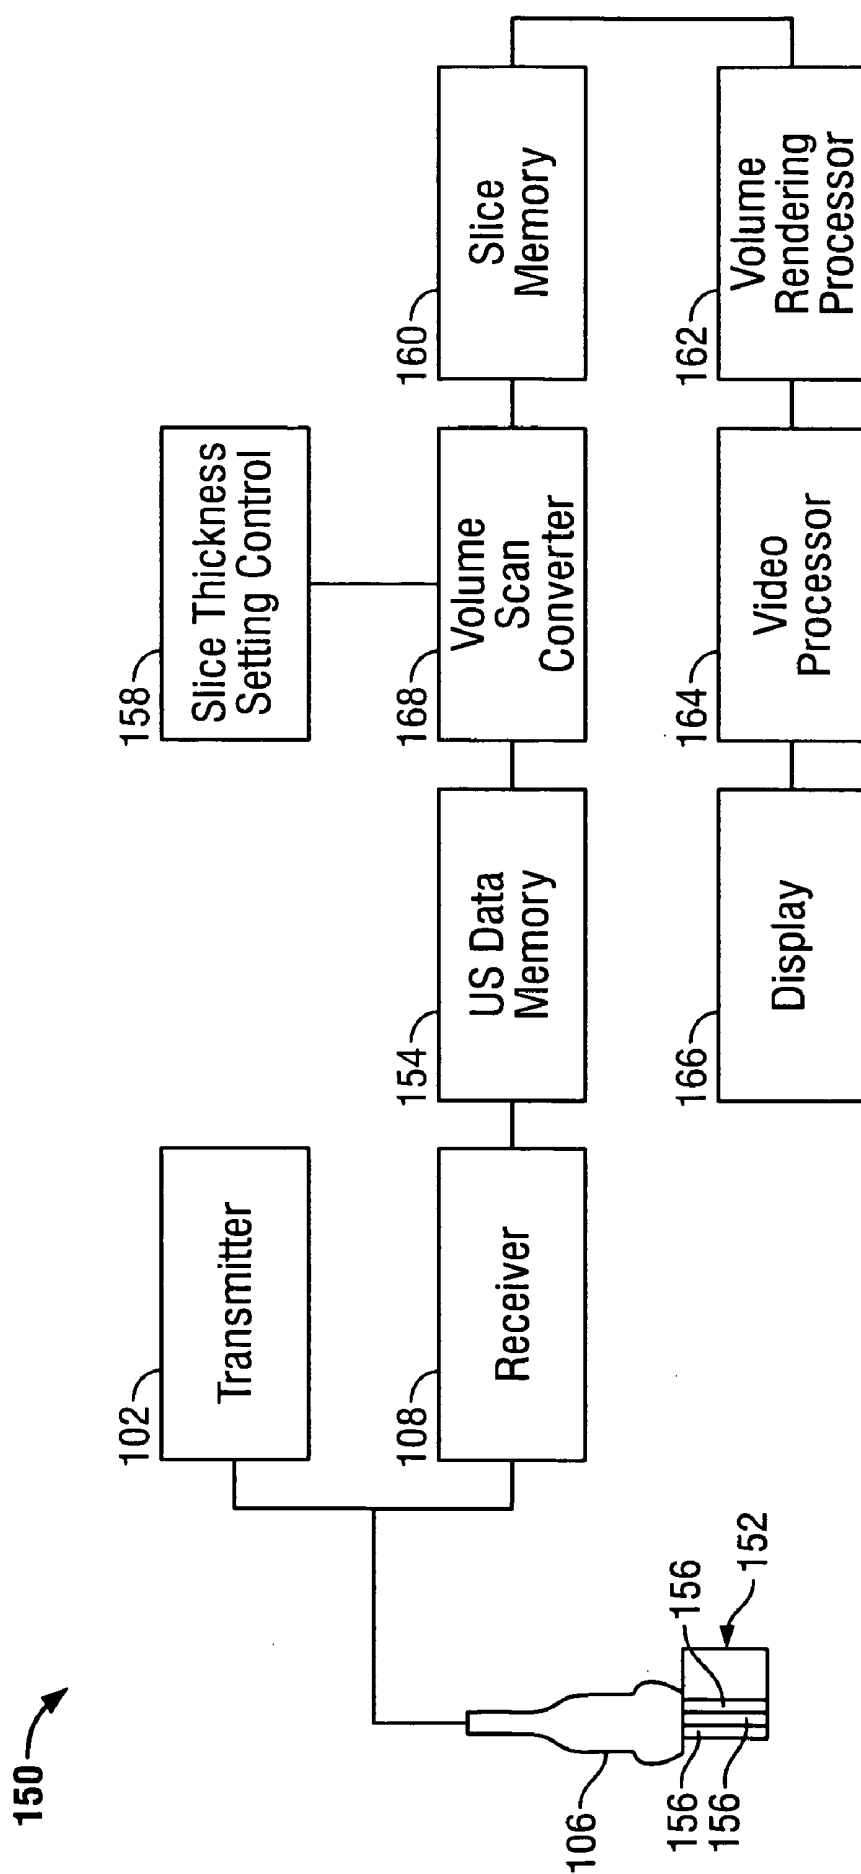 150
102
Transmitter
158
Slice Thickness
Setting Control
108
Receiver
154
US Data
Memory
168
Volume
Scan
Converter
160
Slice
Memory
106
156
156
156
152
166
Display
164
Video
Processor
162
Volume
Rendering
Processor